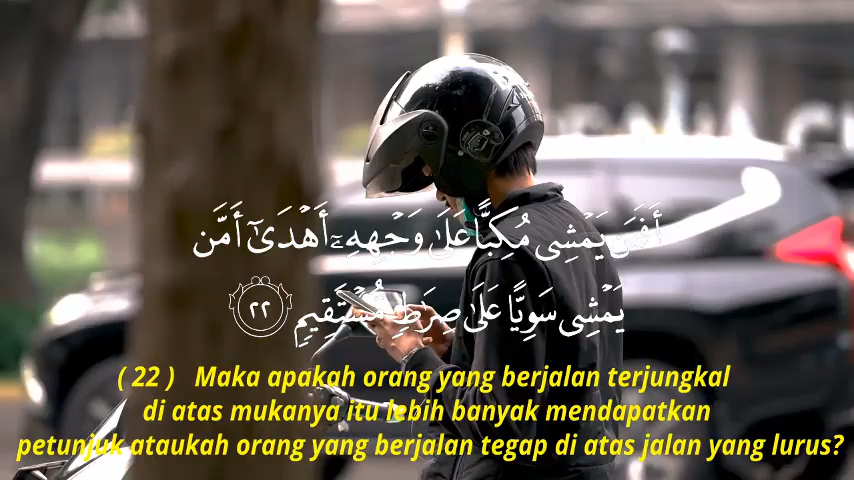 أَفَمَن يَمْشِى مُكِبًّا عَلَىٰ وَجْهِهِۦٓ أَهْدَىٰٓ أَمَّن
يَمْشِى سَوِيًّا عَلَىٰ صِرَٰطٍ مُّسْتَقِيمٍ ٢٢
( 22 ) Maka apakah orang yang berjalan terjungkal
di atas mukanya itu lebih banyak mendapatkan
petunjuk ataukah orang yang berjalan tegap di atas jalan yang lurus?